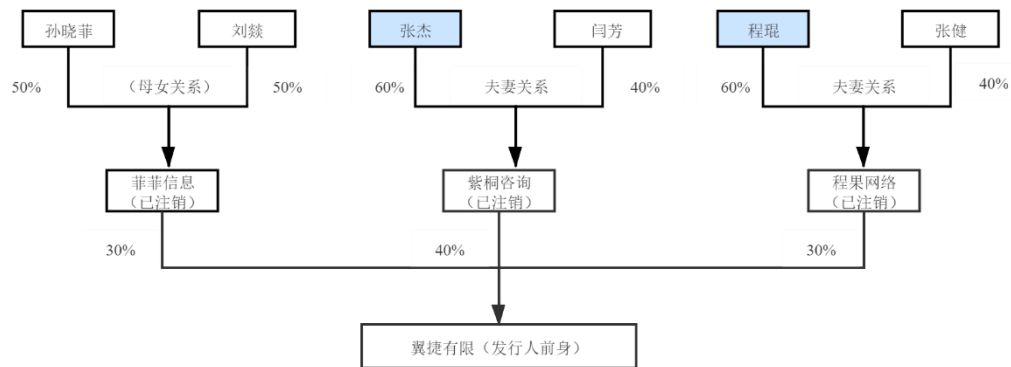 孙晓菲
刘燚
张杰
闫芳
程琨
张健
50%
（母女关系）
50%
60%
夫妻关系
40%
60%
夫妻关系
40%
菲菲信息
（已注销）
紫桐咨询
（已注销）
程果网络
（已注销）
30%
40%
30%
翼捷有限（发行人前身）